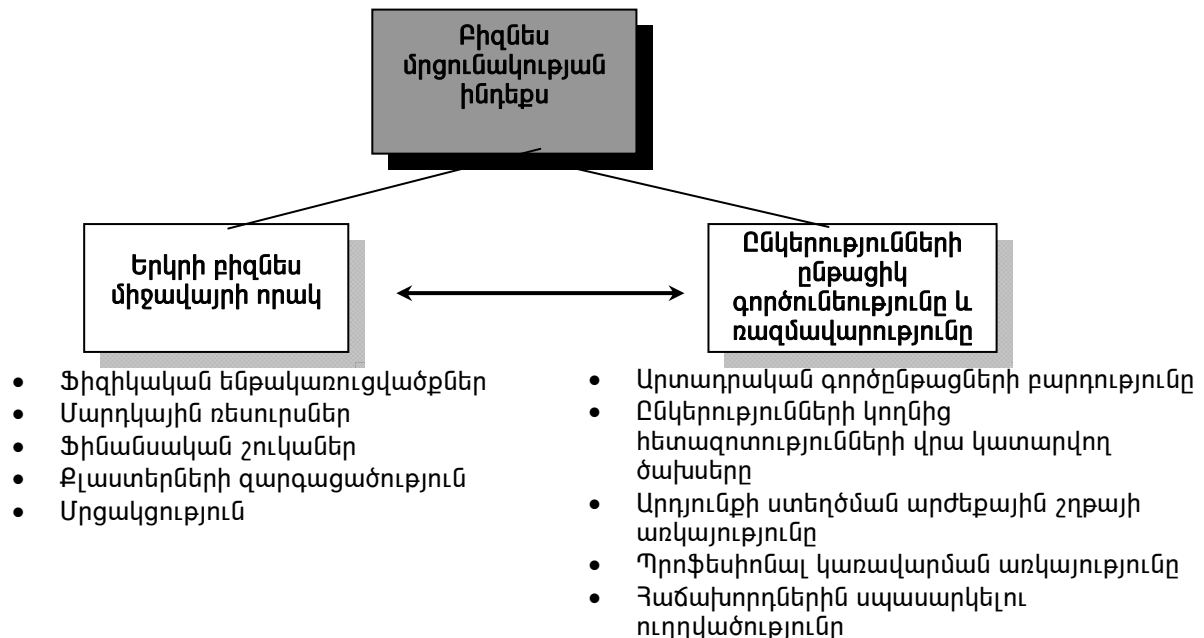 Բիզնես
մրցունակության
ինդեքս
Երկրի բիզնես
միջավայրի որակ
Ընկերությունների
ընթացիկ
գործունեությունը և
ռազմավարությունը
• Ֆիզիկական ենթակառուցվածքներ
• Մարդկային ռեսուրսներ
• Ֆինանսական շուկաներ
• Քլաստերների զարգացածություն
• Մրցակցություն
• Արտադրական գործընթացների բարդությունը
• Ընկերությունների կողնից
հետազոտությունների վրա կատարվող
ծախսերը
• Արդյունքի ստեղծման արժեքային շղթայի
առկայությունը
• Պրոֆեսիոնալ կառավարման առկայությունը
• Հաճախորդներին սպասարկելու
ուղղվածությունը